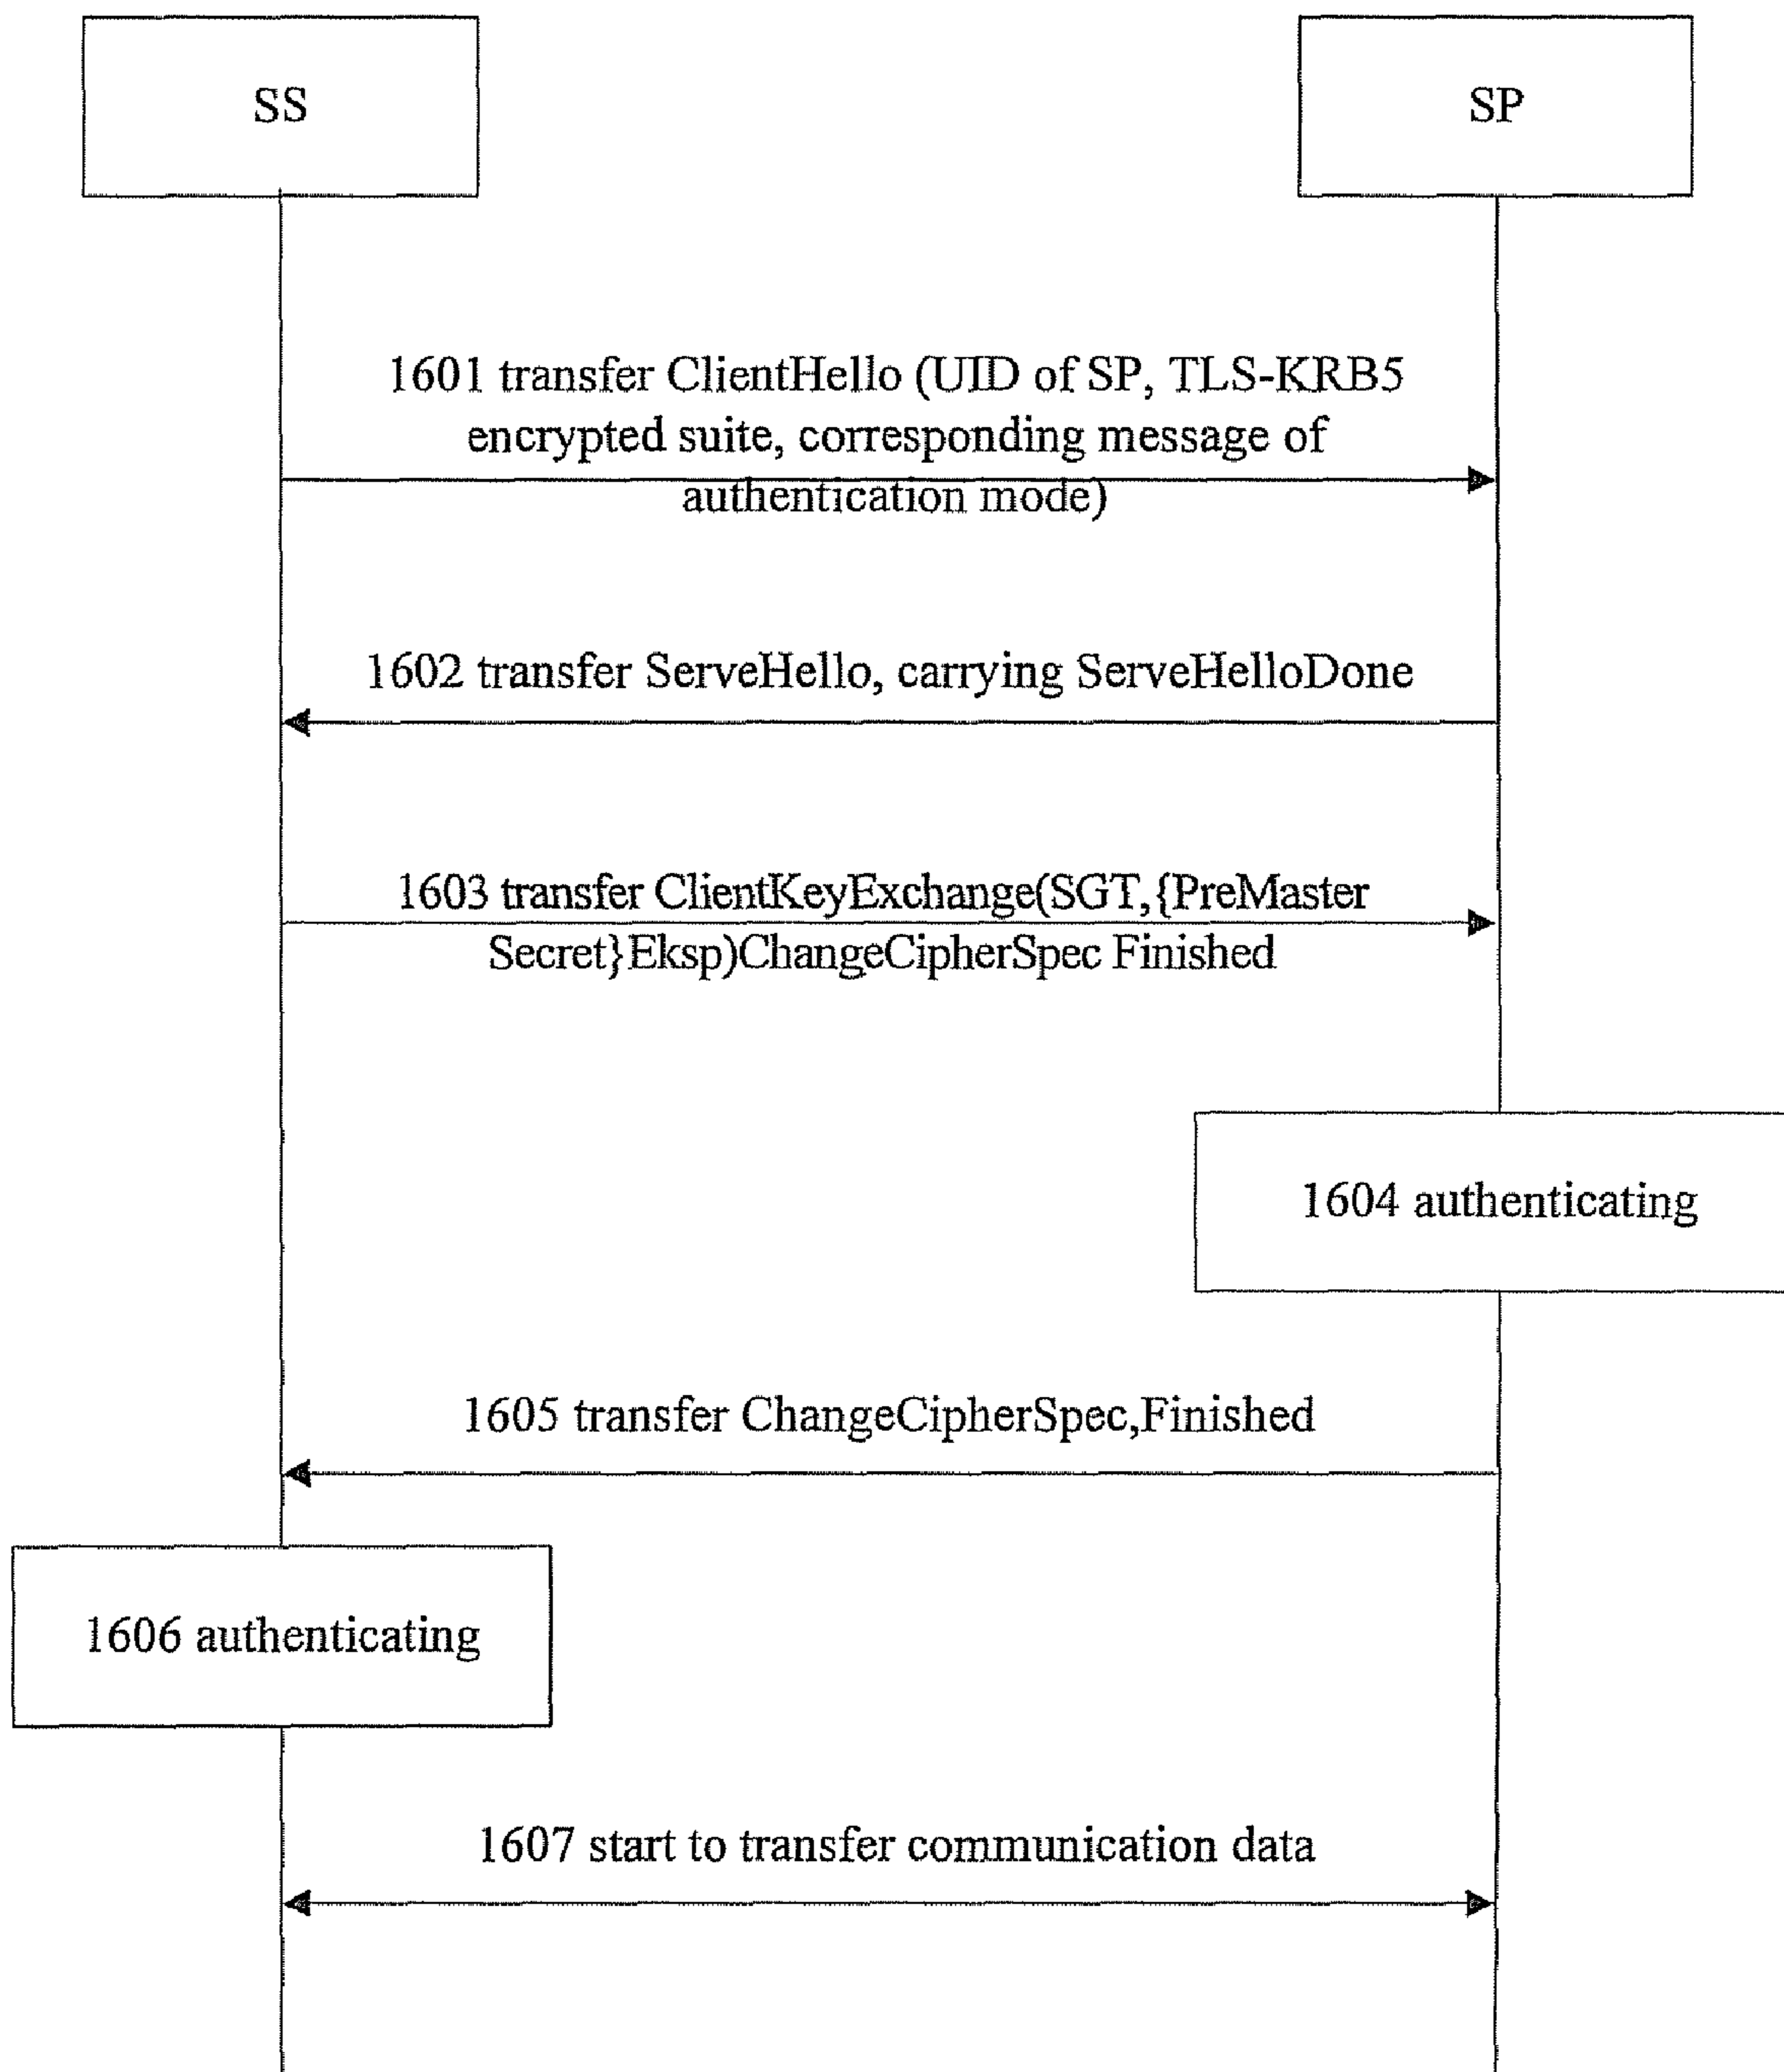 SS
SP
1601 transfer ClientHello (UID of SP, TLS-KRB5
encrypted suite, corresponding message of
authentication mode)
1602 transfer ServeHello, carrying ServeHelloDone
1603 transfer ClientKeyExchange(SGT,{PreMaster
Secret}Eksp)ChangeCipherSpec Finished
1604 authenticating
1605 transfer ChangeCipherSpec,Finished
1606 authenticating
1607 start to transfer communication data